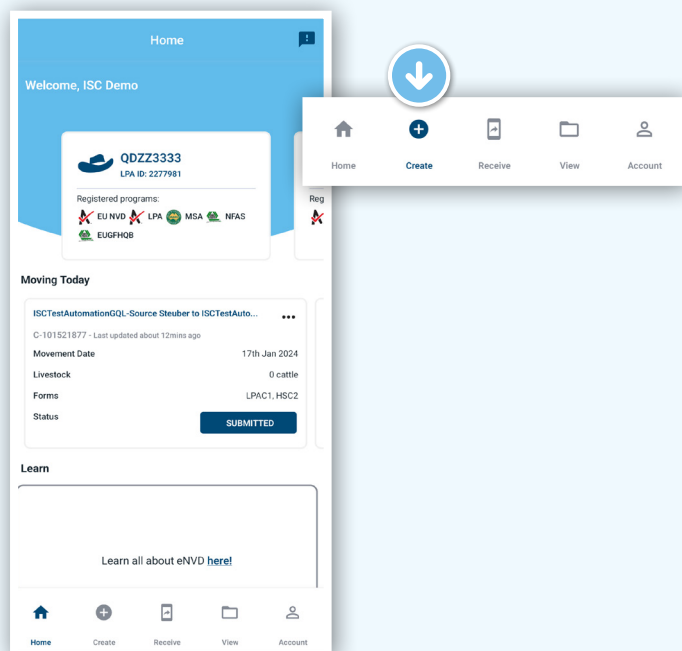 Home
Welcome, ISC Demo
QDZZ3333
LPA ID: 2277981
Registered programs:
EU NVD LPA MSA NFAS
EUGFHQB
Reg
Moving Today
ISCTestAutomationGQL-Source Steuber to ISCTestAuto...
C-101521877 - Last updated about 12mins ago
Movement Date 17th Jan 2024
Livestock 0 cattle
Forms LPAC1, HSC2
Status SUBMITTED
Learn
Learn all about eNVD here!
Home Create Receive View Account
Home Create Receive View Account